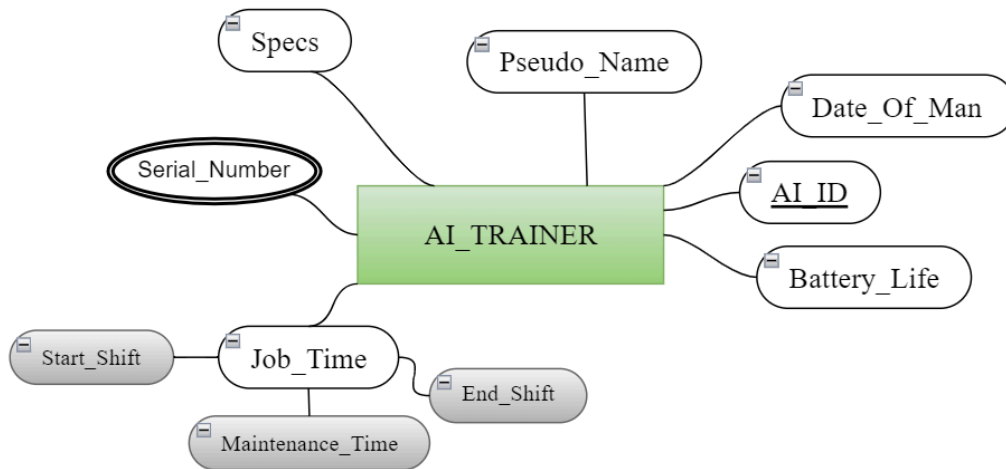 Specs
Pseudo_Name
Date_Of_Man
Serial_Number
AI_ID
AI_TRAINER
Battery_Life
Start_Shift
Job_Time
End_Shift
Maintenance_Time